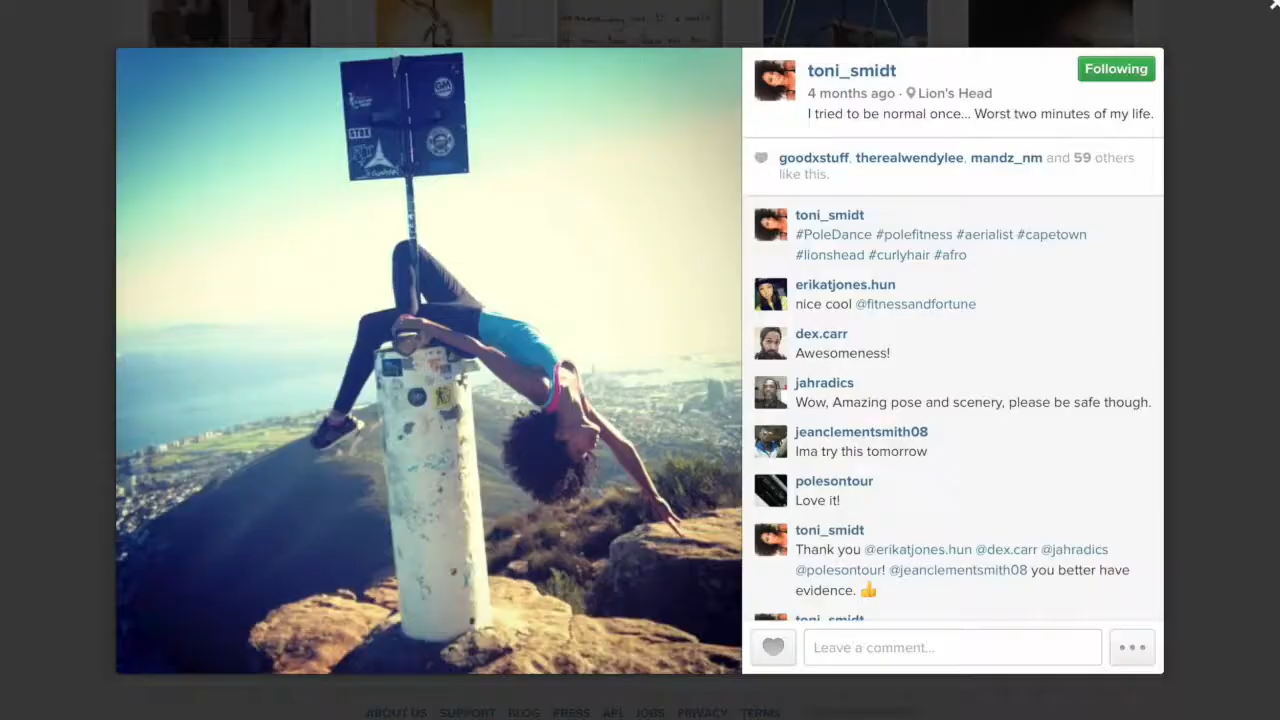 toni_smidt
Following
4 months ago · Lion's Head
I tried to be normal once... Worst two minutes of my life.
goodxstuff, therealwendylee, mandz_nm and 59 others
like this.
toni_smidt
#PoleDance #polefitness #aerialist #capetown
#lionshead #curlyhair #afro
erikatjones.hun
nice cool @fitnessandfortune
dex.carr
Awesomeness!
jahradics
Wow, Amazing pose and scenery, please be safe though.
jeanclementsmith08
Ima try this tomorrow
polesontour
Love it!
toni_smidt
Thank you @erikatjones.hun @dex.carr @jahradics
@polesontour! @jeanclementsmith08 you better have
evidence. 👍
toni_smidt
Leave a comment...
ABOUT US SUPPORT BLOG PRESS API JOBS PRIVACY TERMS